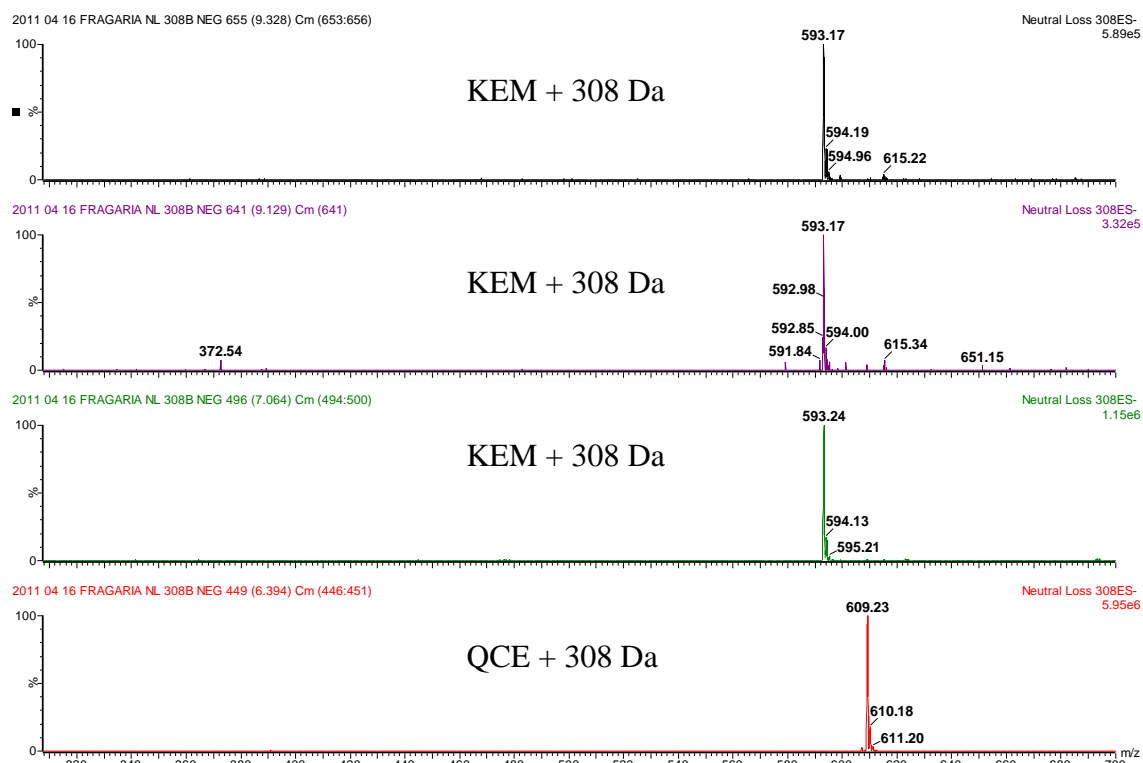 2011 04 16 FRAGARIA NL 308B NEG 655 (9.328) Cm (653:656)
Neutral Loss 308ES-
5.89e5
100
%
0
593.17
KEM + 308 Da
594.19
594.96
615.22
2011 04 16 FRAGARIA NL 308B NEG 641 (9.129) Cm (641)
Neutral Loss 308ES-
3.32e5
100
%
0
593.17
KEM + 308 Da
592.98
592.85
594.00
591.84
372.54
615.34
651.15
2011 04 16 FRAGARIA NL 308B NEG 496 (7.064) Cm (494:500)
Neutral Loss 308ES-
1.15e6
100
%
0
593.24
KEM + 308 Da
594.13
595.21
2011 04 16 FRAGARIA NL 308B NEG 449 (6.394) Cm (446:451)
Neutral Loss 308ES-
5.95e6
100
%
0
609.23
QCE + 308 Da
610.18
611.20
m/z